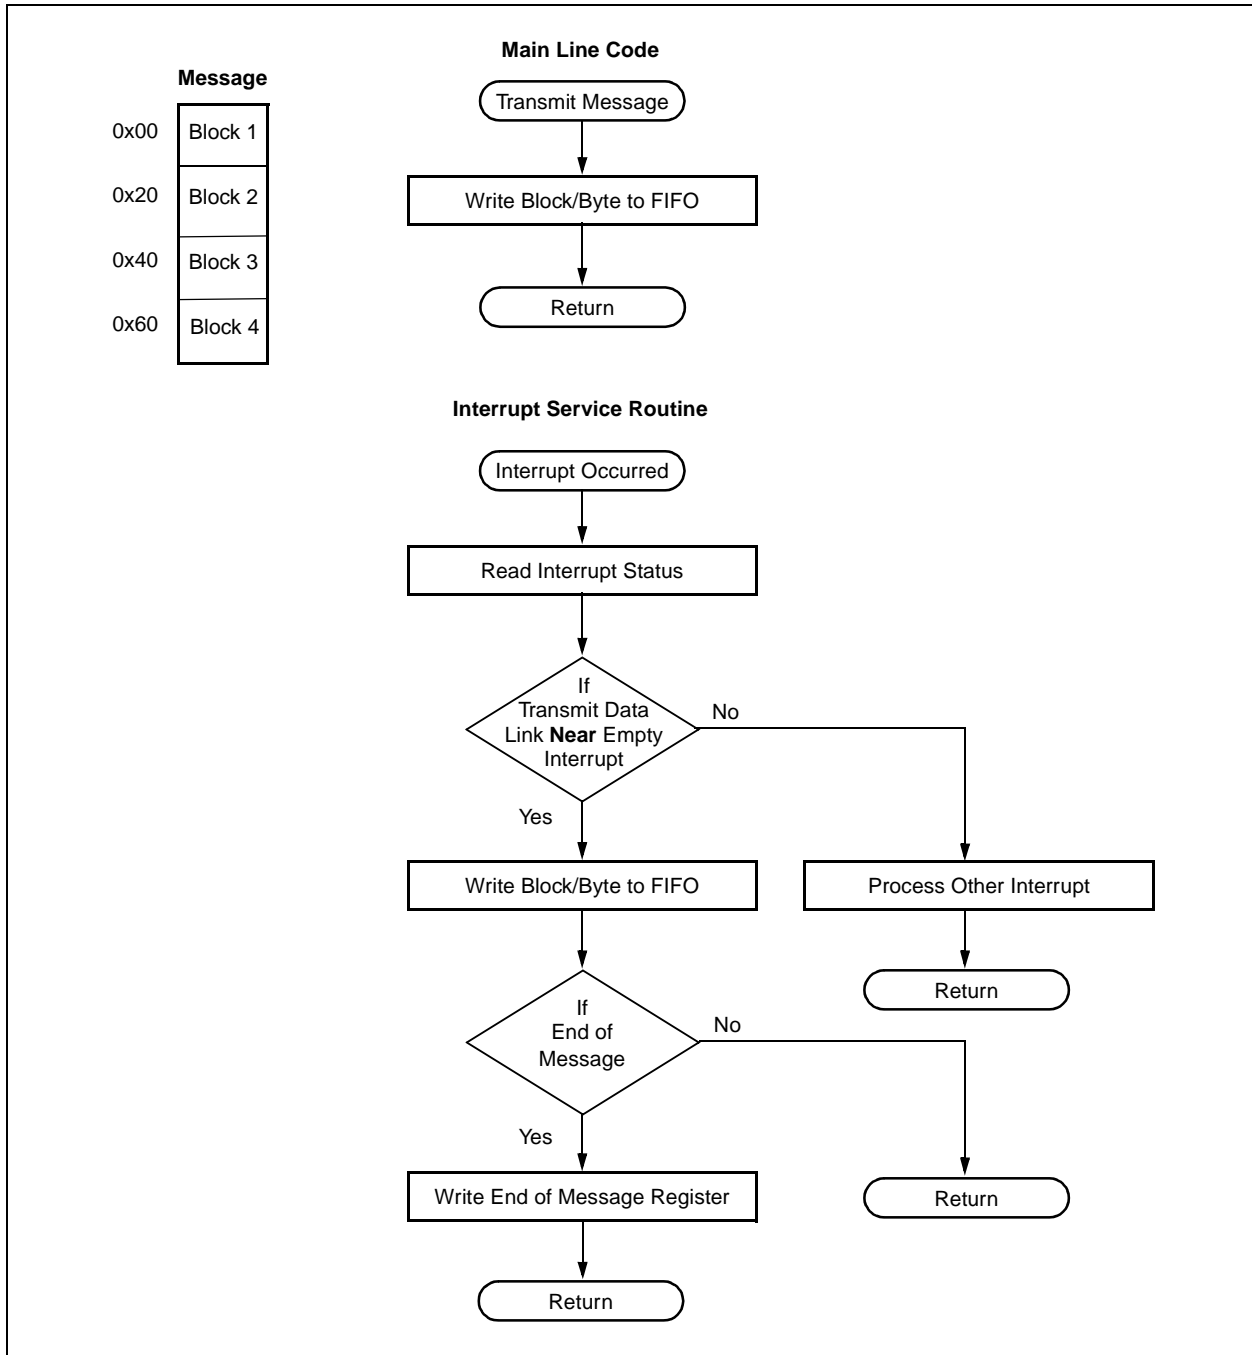 Main Line Code
Message
Transmit Message
0x00
Block 1
0x20
Block 2
Write Block/Byte to FIFO
0x40
Block 3
Return
0x60
Block 4
Interrupt Service Routine
Interrupt Occurred
Read Interrupt Status
If
Transmit Data
Link Near Empty
Interrupt
No
Yes
Write Block/Byte to FIFO
Process Other Interrupt
Return
If
End of
Message
No
Yes
Write End of Message Register
Return
Return